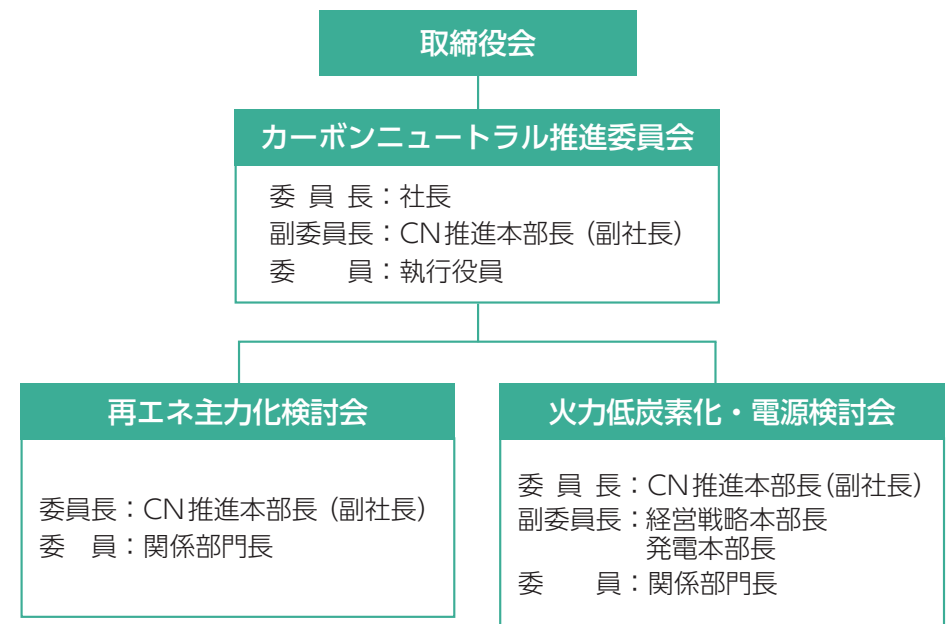 取締役会
カーボンニュートラル推進委員会
委員長：社長
副委員長：CN推進本部長（副社長）
委　　員：執行役員
再エネ主力化検討会
委員長：CN推進本部長（副社長）
委　員：関係部門長
火力低炭素化・電源検討会
委員長：CN推進本部長（副社長）
副委員長：経営戦略本部長
発電本部長
委　　員：関係部門長